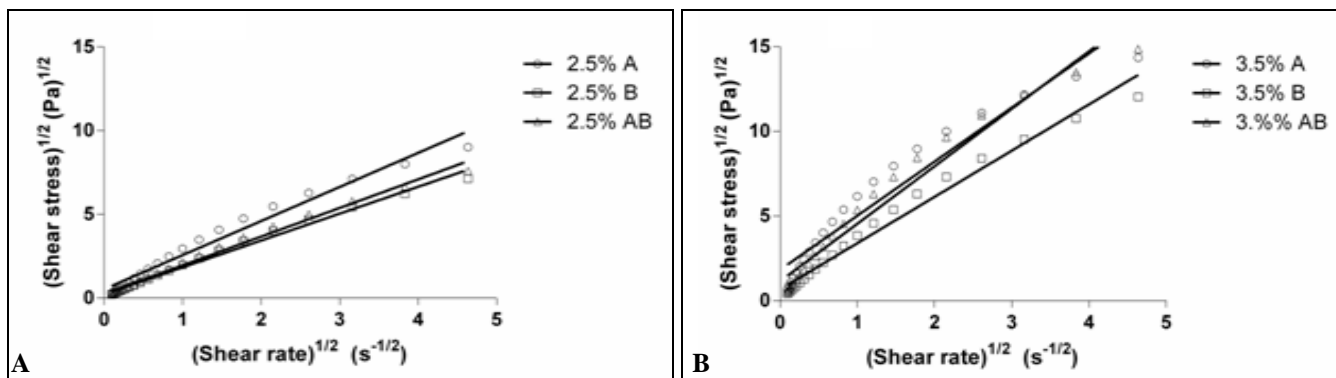 15
10
5
0
0
1
2
3
4
5
(Shear stress)^1/2 (Pa)^1/2
(Shear rate)^1/2 (s^-1/2)
2.5% A
2.5% B
2.5% AB
A
15
10
5
0
0
1
2
3
4
5
(Shear stress)^1/2 (Pa)^1/2
(Shear rate)^1/2 (s^-1/2)
3.5% A
3.5% B
3.%% AB
B